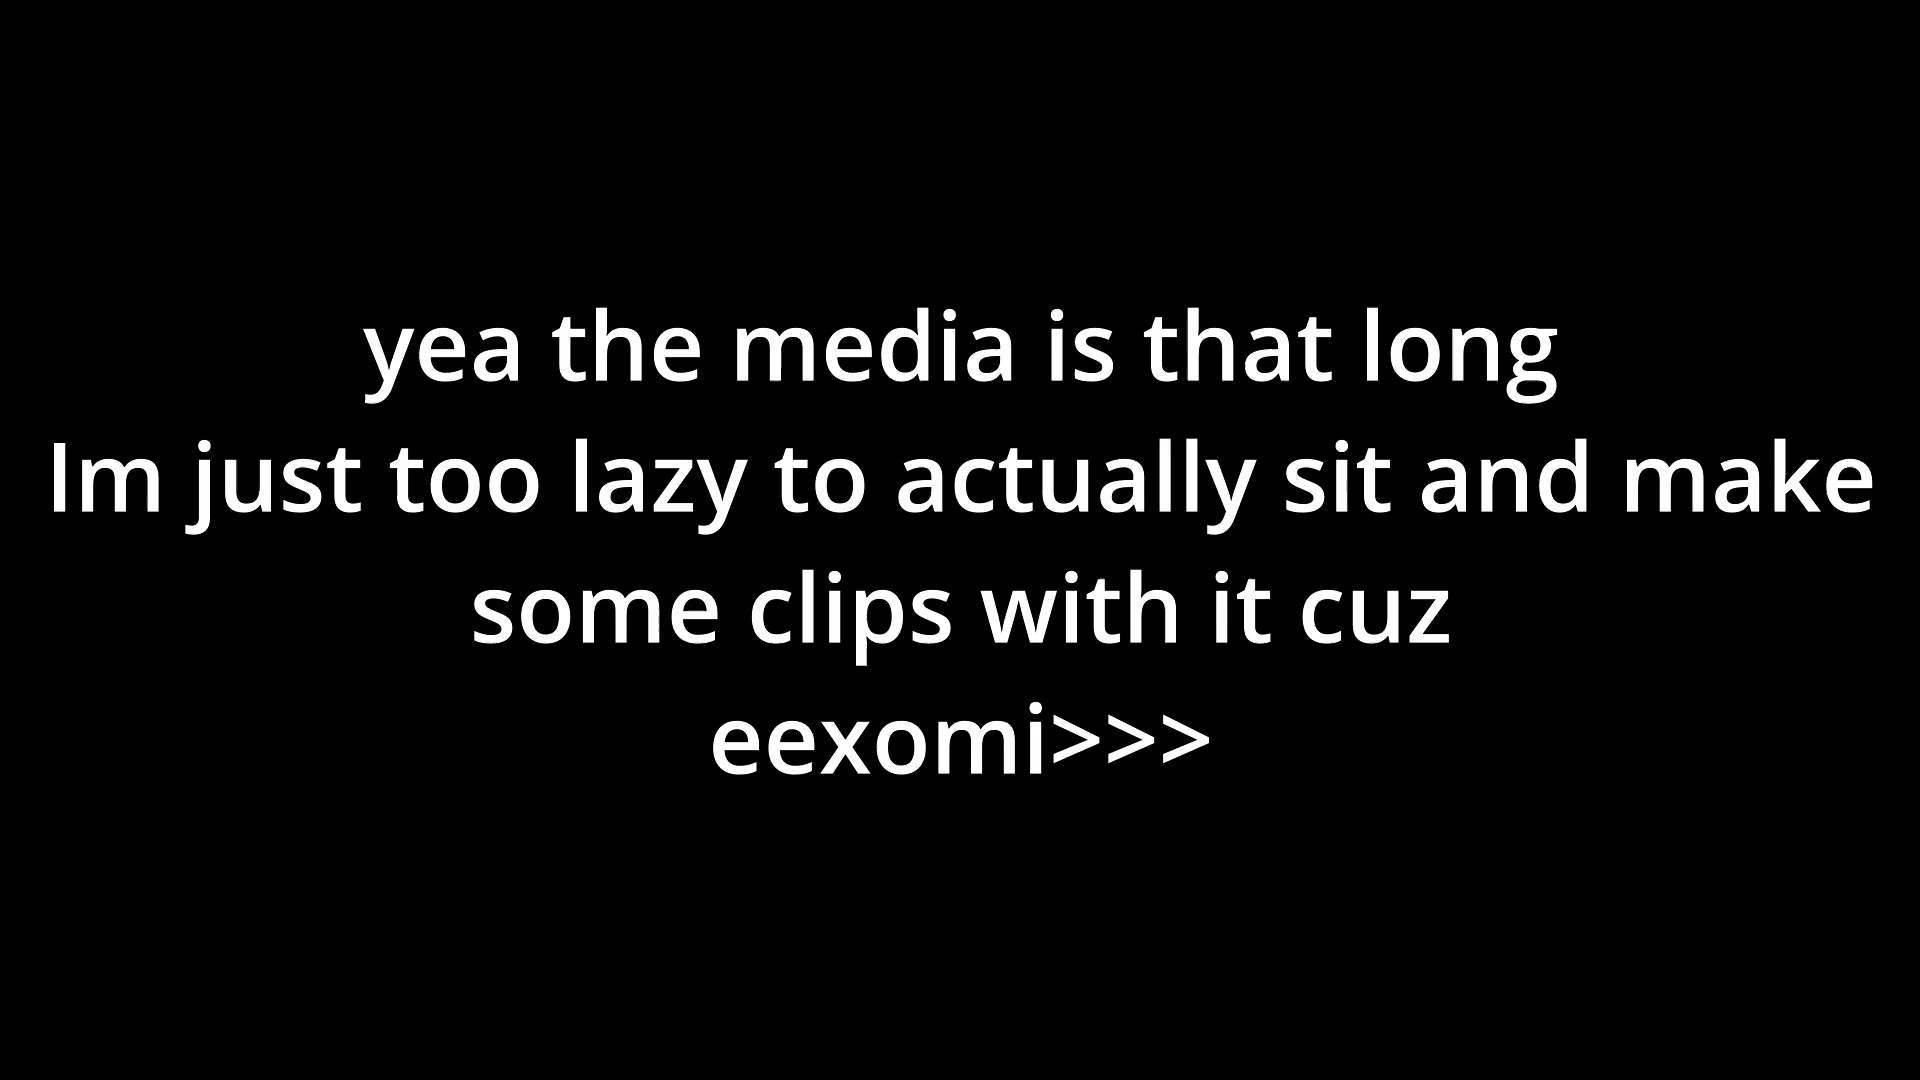 yea the media is that long
Im just too lazy to actually sit and make
some clips with it cuz
eexomi>>>